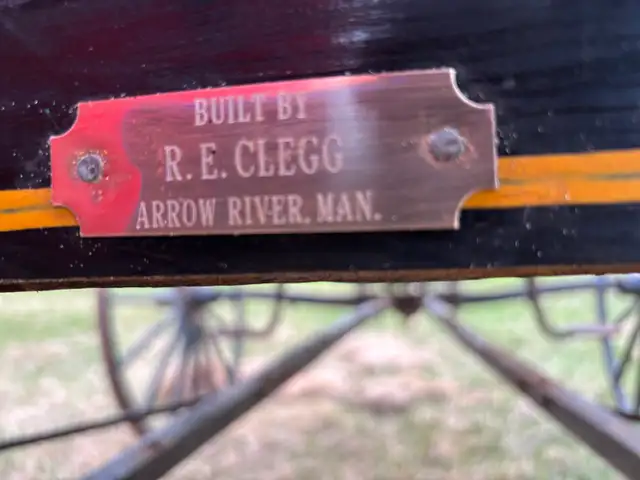 BUILT BY
R. E. CLEGG
ARROW RIVER, MAN.